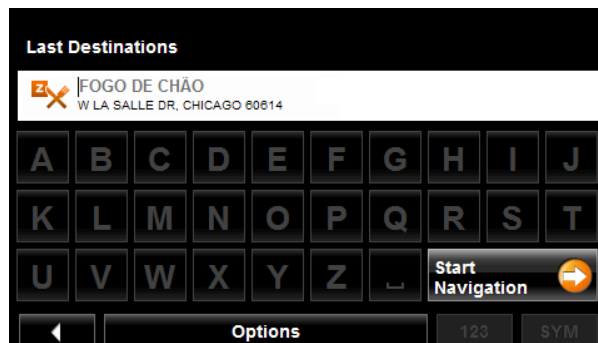 Last Destinations
Z
FOGO DE CHÃO
W LA SALLE DR, CHICAGO 60614
A B C D E F G H I J
K L M N O P Q R S T
U V W X Y Z
Start
Navigation
Options 123 SYM